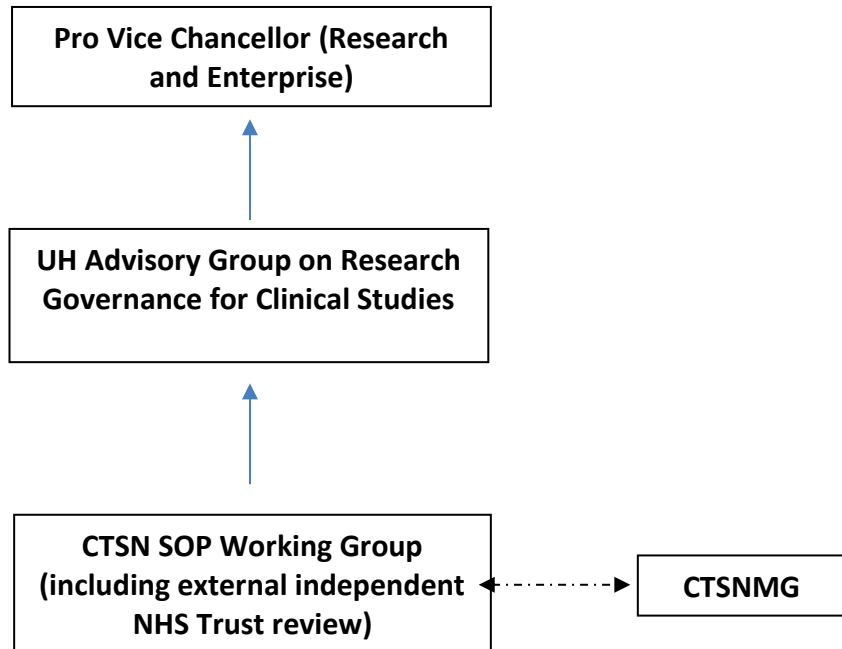 Pro Vice Chancellor (Research
and Enterprise)
UH Advisory Group on Research
Governance for Clinical Studies
CTSN SOP Working Group
(including external independent
NHS Trust review)
CTSNMG